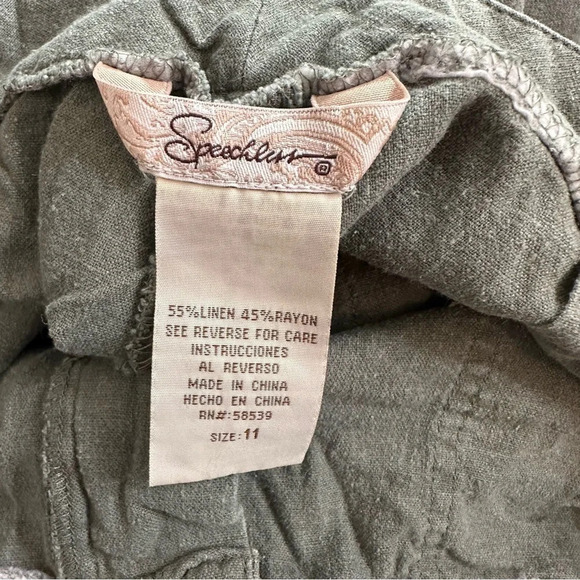 Speechless ®
55%LINEN 45%RAYON
SEE REVERSE FOR CARE
INSTRUCCIONES
AL REVERSO
MADE IN CHINA
HECHO EN CHINA
RN#:58539
SIZE: 11